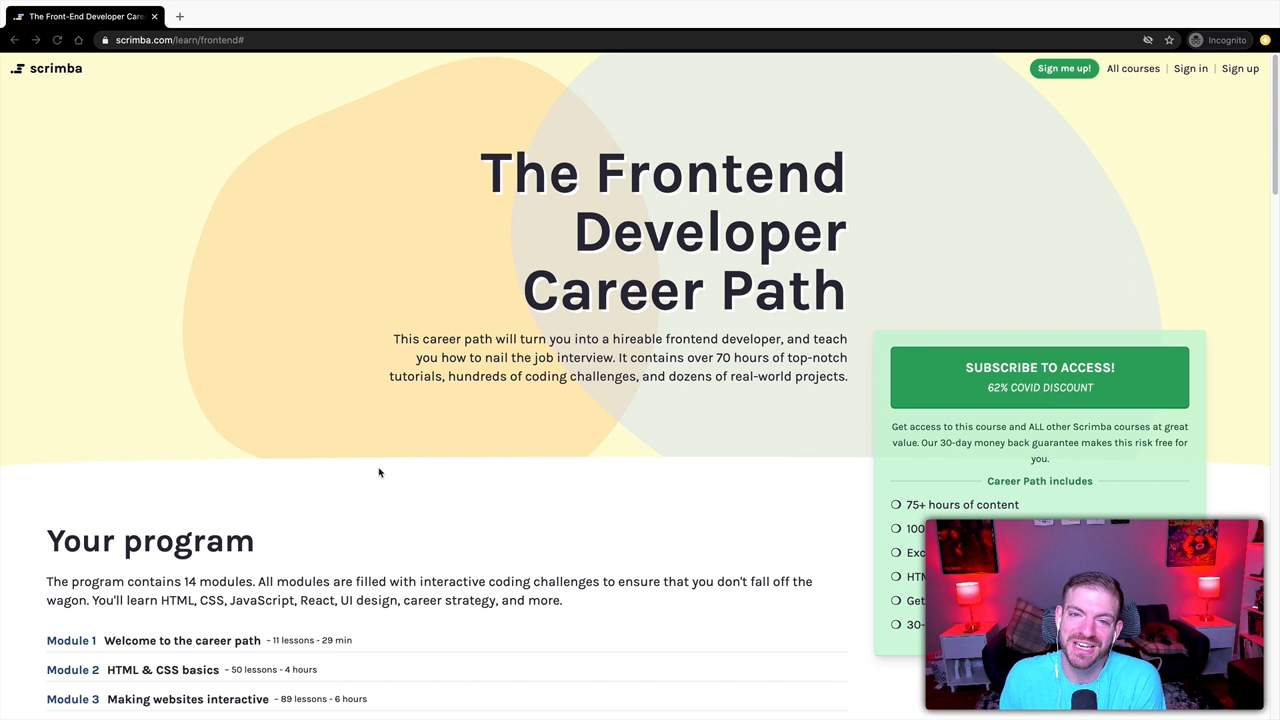 The Front-End Developer Care
scrimba.com/learn/frontend#
Incognito
scrimba
Sign me up!
All courses
Sign in
Sign up
The Frontend
Developer
Career Path
This career path will turn you into a hireable frontend developer, and teach
you how to nail the job interview. It contains over 70 hours of top-notch
tutorials, hundreds of coding challenges, and dozens of real-world projects.
SUBSCRIBE TO ACCESS!
62% COVID DISCOUNT
Get access to this course and ALL other Scrimba courses at great
value. Our 30-day money back guarantee makes this risk free for
you.
Career Path includes
75+ hours of content
100
Exc
HTM
Get
30-
Your program
The program contains 14 modules. All modules are filled with interactive coding challenges to ensure that you don't fall off the
wagon. You'll learn HTML, CSS, JavaScript, React, UI design, career strategy, and more.
Module 1 Welcome to the career path - 11 lessons - 29 min
Module 2 HTML & CSS basics - 50 lessons - 4 hours
Module 3 Making websites interactive - 89 lessons - 6 hours